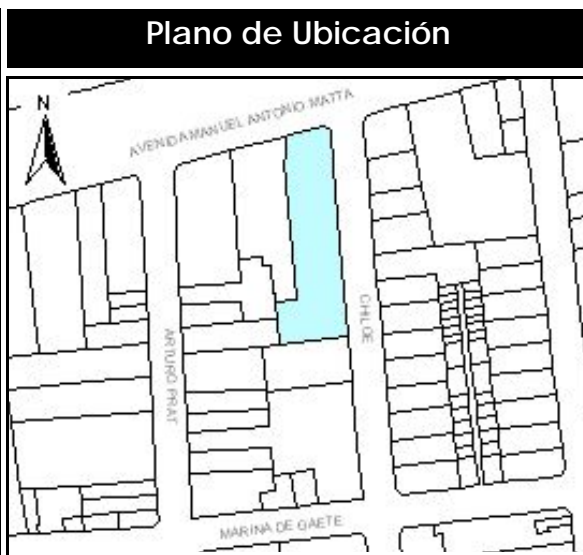 Plano de Ubicación
N
AVENIDA MANUEL ANTONIO MATTA
CHILOE
ARTURO PRAT
MARINA DE GAETE